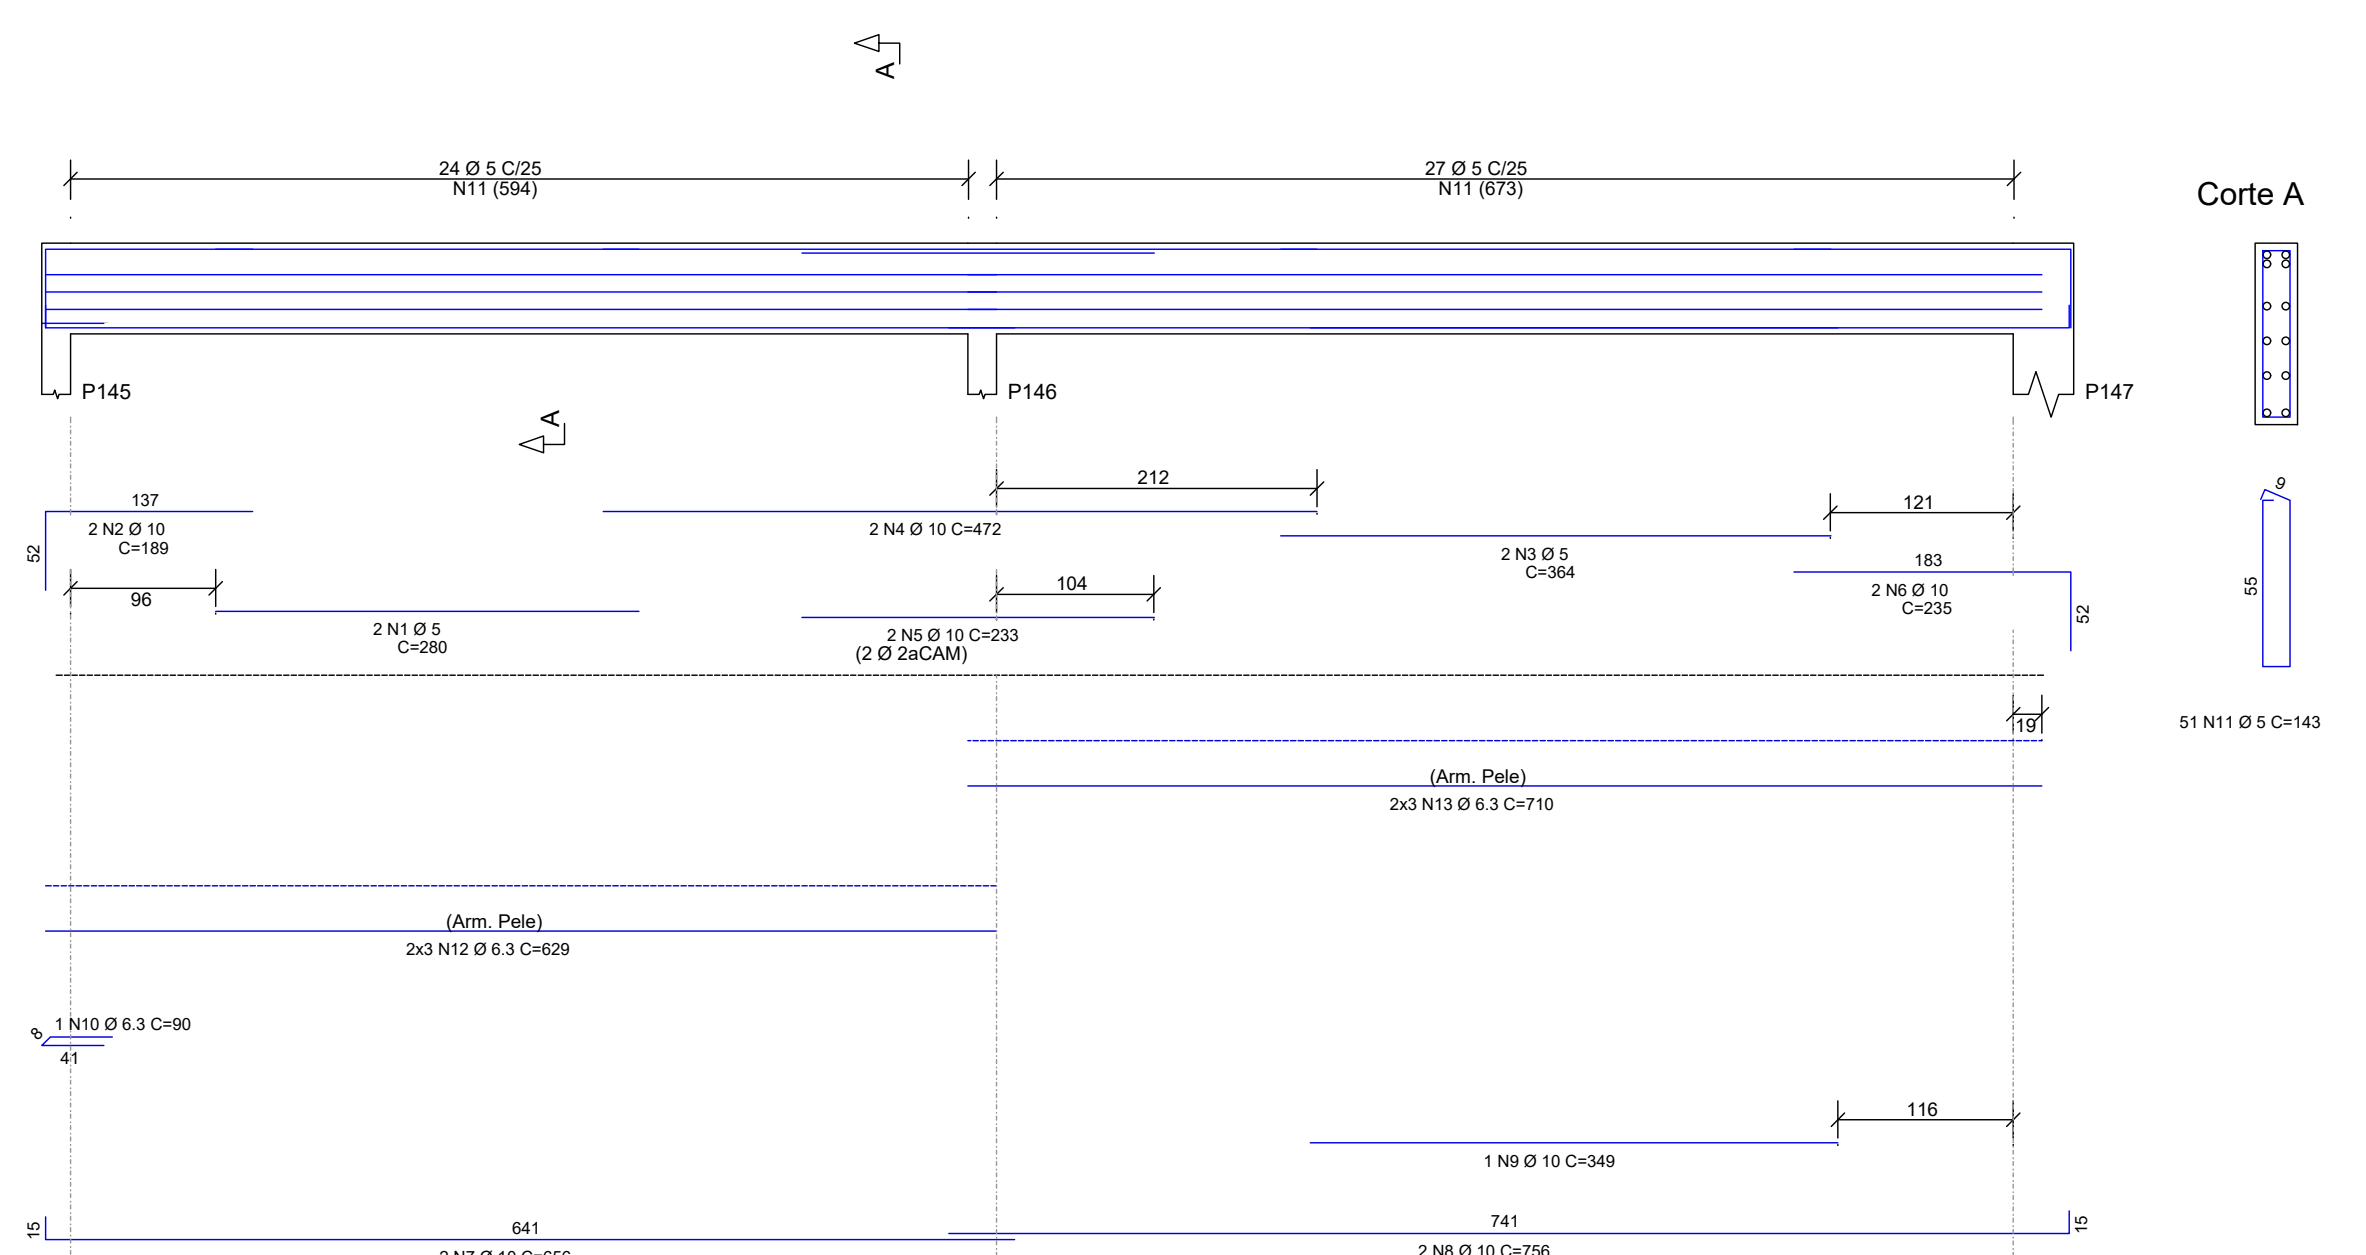 A
24 Ø 5 C/25
N11 (594)
27 Ø 5 C/25
N11 (673)
Corte A
P145
P146
P147
A
212
137
2 N2 Ø 10
C=189
52
2 N4 Ø 10 C=472
121
2 N3 Ø 5
C=364
183
2 N6 Ø 10
C=235
52
9
55
96
104
2 N1 Ø 5
C=280
2 N5 Ø 10 C=233
(2 Ø 2aCAM)
19
51 N11 Ø 5 C=143
(Arm. Pele)
2x3 N13 Ø 6.3 C=710
(Arm. Pele)
2x3 N12 Ø 6.3 C=629
1 N10 Ø 6.3 C=90
8
41
116
1 N9 Ø 10 C=349
15
641
741
15
2 N7 Ø 10 C=656
2 N8 Ø 10 C=756